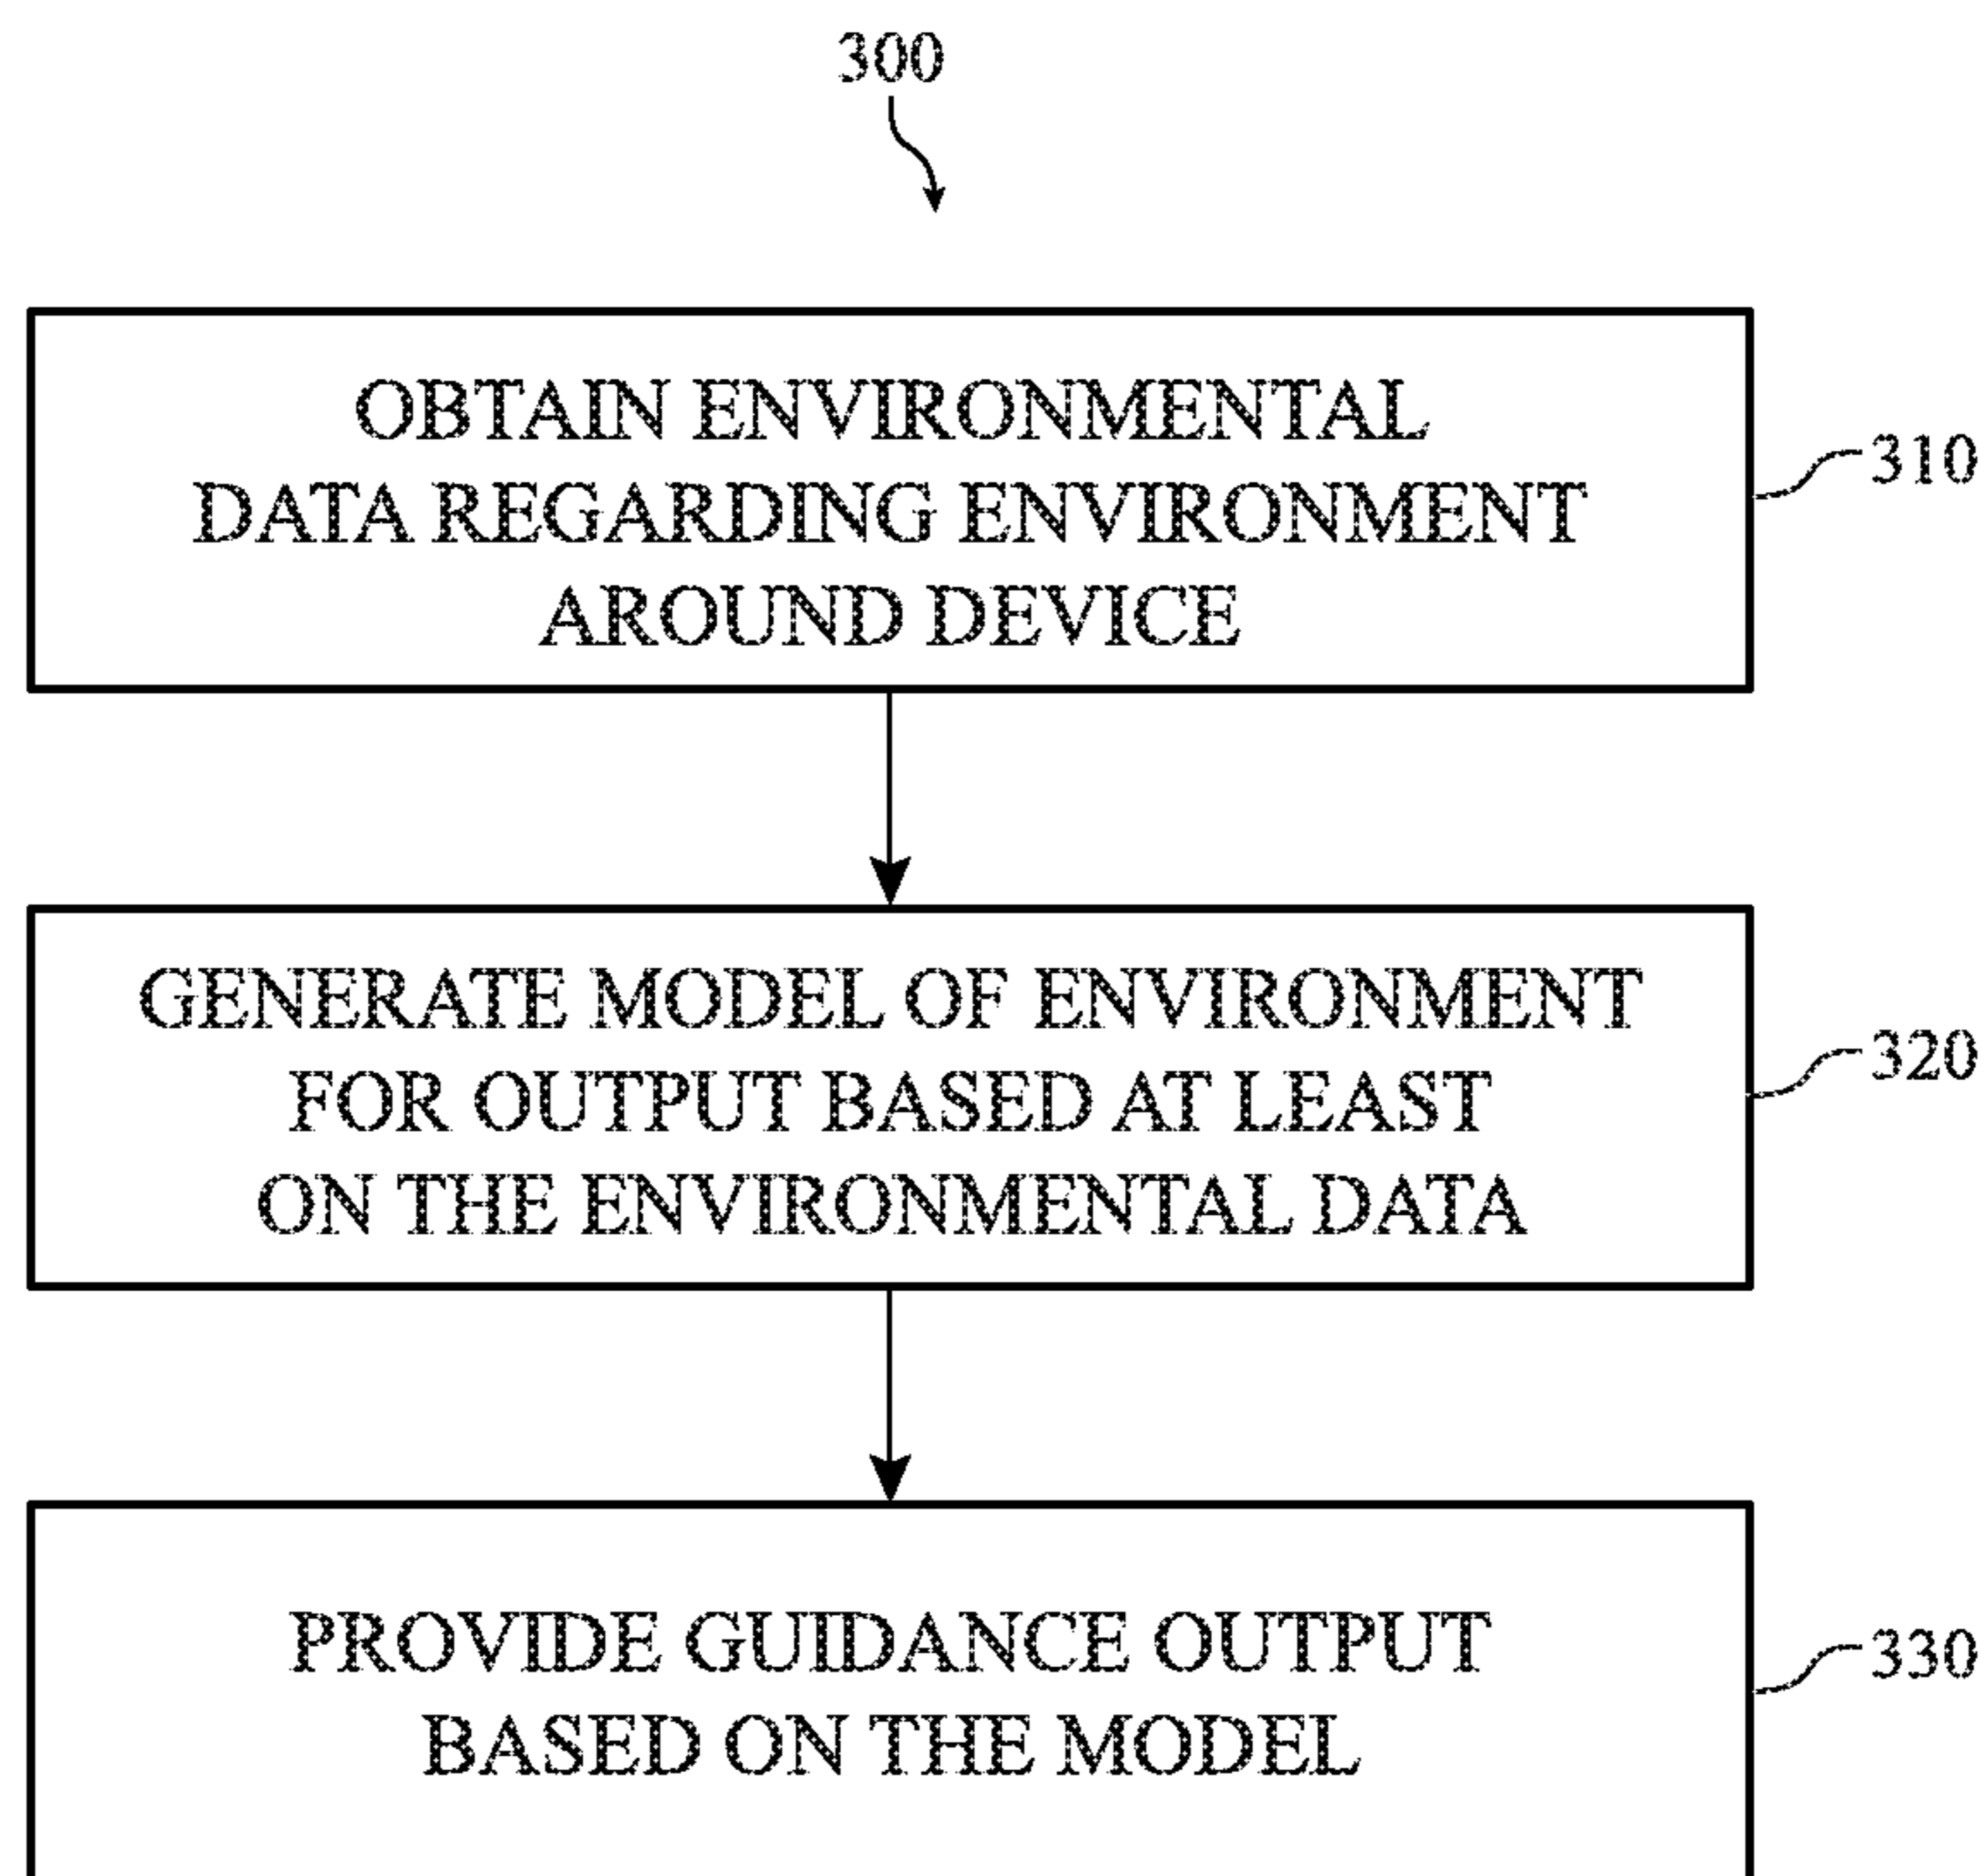 300
OBTAIN ENVIRONMENTAL
DATA REGARDING ENVIRONMENT
AROUND DEVICE
310
GENERATE MODEL OF ENVIRONMENT
FOR OUTPUT BASED AT LEAST
ON THE ENVIRONMENTAL DATA
320
PROVIDE GUIDANCE OUTPUT
BASED ON THE MODEL
330